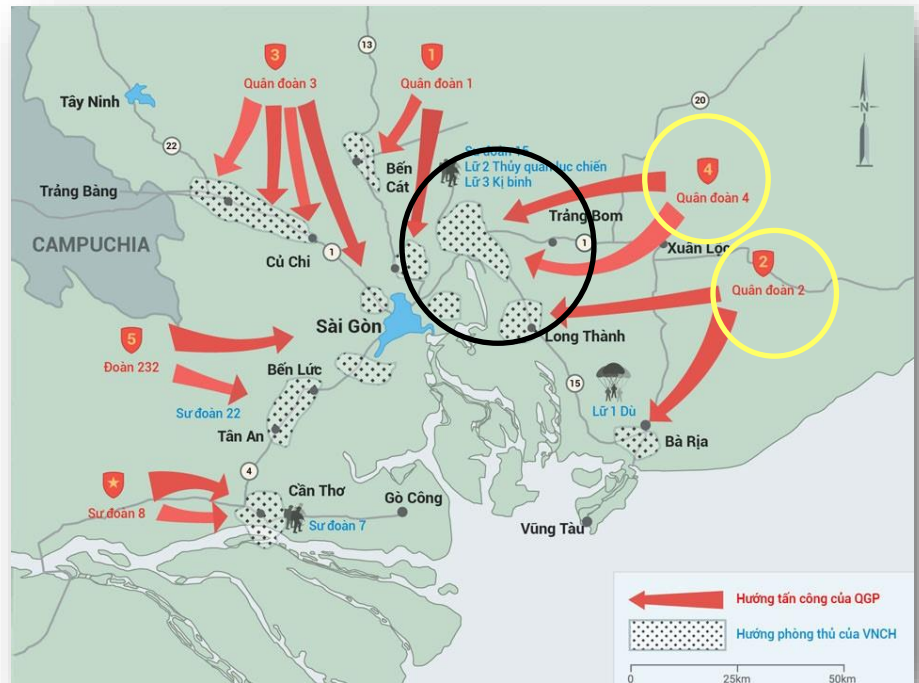 3
Quân đoàn 3
13
1
Quân đoàn 1
Tây Ninh
20
N
22
Sư đoàn 15
Lữ 2 Thủy quân lục chiến
Lữ 3 Kị binh
Bến
Cát
4
Quân đoàn 4
Trảng Bàng
Trảng Bom
CAMPUCHIA
1
Xuân Lộc
Củ Chi
1
2
Quân đoàn 2
Sài Gòn
Long Thành
5
Đoàn 232
Bến Lức
15
Sư đoàn 22
Lữ 1 Dù
Tân An
Bà Rịa
4
Cần Thơ
Gò Công
Sư đoàn 8
Sư đoàn 7
Vũng Tàu
Hướng tấn công của QGP
Hướng phòng thủ của VNCH
0
25km
50km